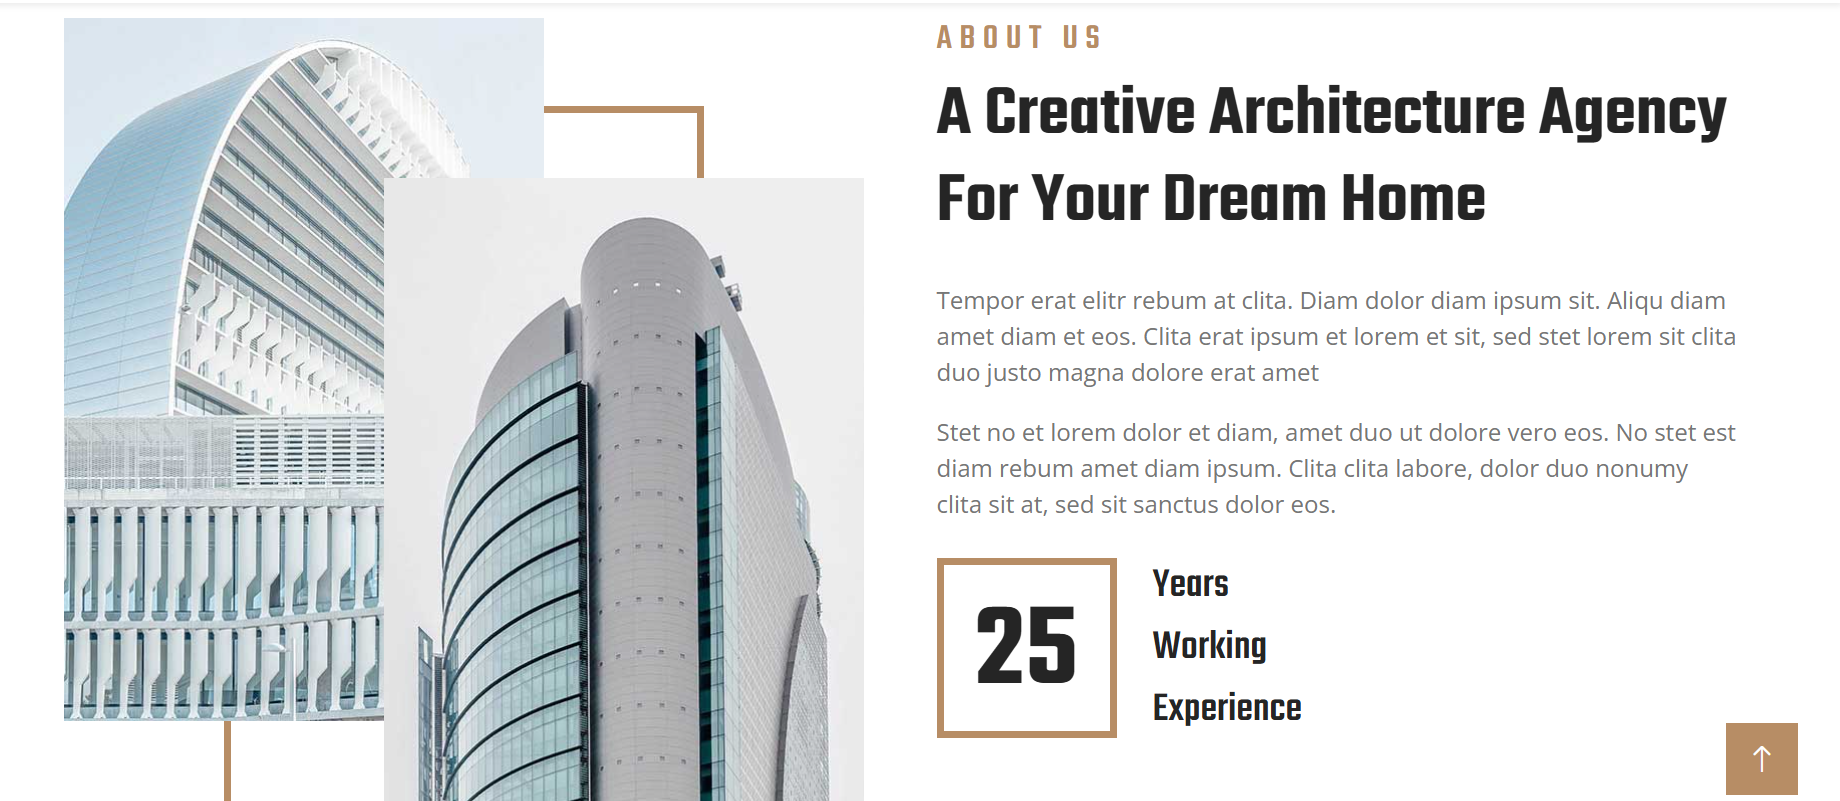 ABOUT US
A Creative Architecture Agency
For Your Dream Home
Tempor erat elitr rebum at clita. Diam dolor diam ipsum sit. Aliqu diam
amet diam et eos. Clita erat ipsum et lorem et sit, sed stet lorem sit clita
duo justo magna dolore erat amet
Stet no et lorem dolor et diam, amet duo ut dolore vero eos. No stet est
diam rebum amet diam ipsum. Clita clita labore, dolor duo nonumy
clita sit at, sed sit sanctus dolor eos.
25
Years
Working
Experience